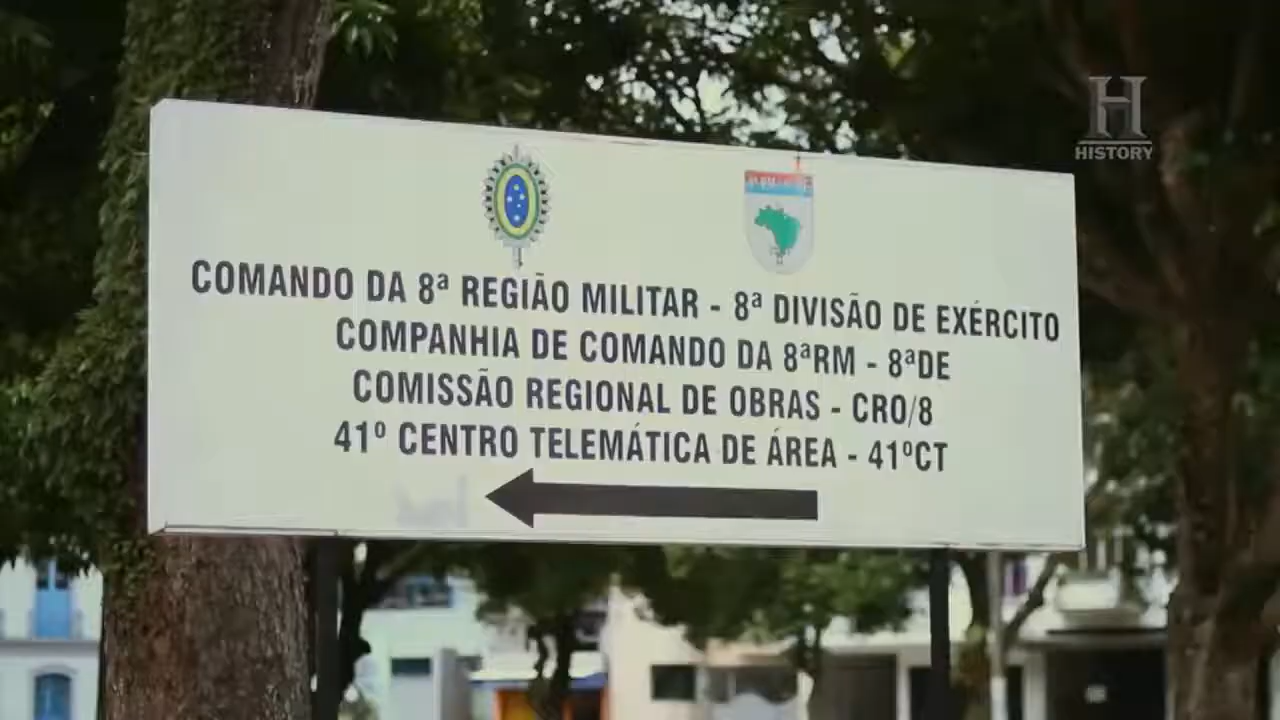 HISTORY
COMANDO DA 8ª REGIÃO MILITAR - 8ª DIVISÃO DE EXÉRCITO
COMPANHIA DE COMANDO DA 8ªRM - 8ªDE
COMISSÃO REGIONAL DE OBRAS - CRO/8
41º CENTRO TELEMÁTICA DE ÁREA - 41ºCT